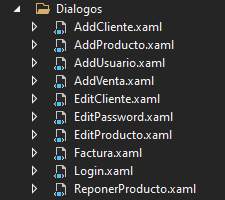 Dialogos
AddCliente.xaml
AddProducto.xaml
AddUsuario.xaml
AddVenta.xaml
EditCliente.xaml
EditPassword.xaml
EditProducto.xaml
Factura.xaml
Login.xaml
ReponerProducto.xaml